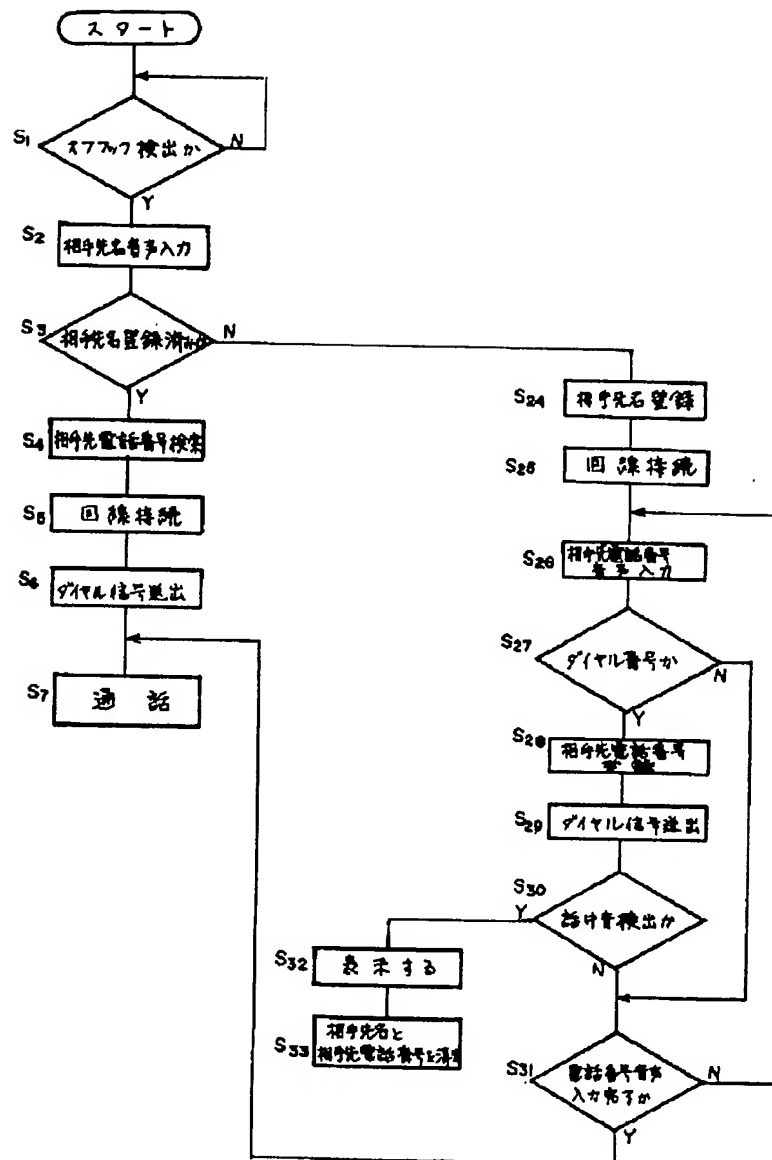 スタート
S1
オフフック検出か
N
Y
S2
相手先名音声入力
S3
相手先名登録済みか
N
Y
S4
相手先電話番号検索
S5
回線接続
S6
ダイヤル信号送出
S7
通話
S24
相手先名登録
S25
回線接続
S26
相手先電話番号
音声入力
S27
ダイヤル番号か
N
Y
S28
相手先電話番号
S29
ダイヤル信号送出
S30
話中音検出か
Y
N
S32
表示する
S33
相手先名と
相手先電話番号を消去
S31
電話番号音声
入力完了か
N
Y